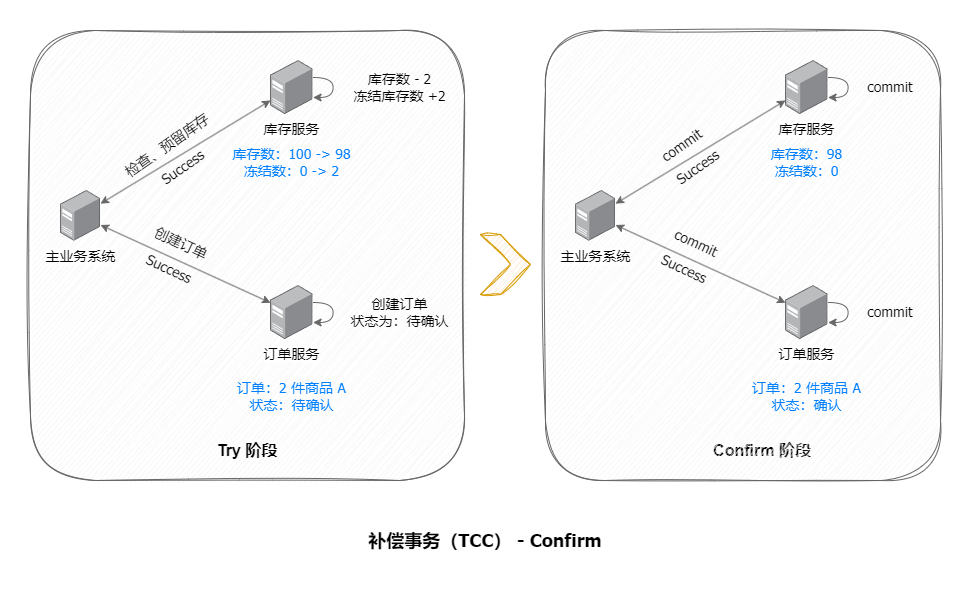 库存数 - 2
冻结库存数 +2
检查、预留库存
Success
库存服务
库存数：100 -> 98
冻结数：0 -> 2
主业务系统
创建订单
Success
创建订单
状态为：待确认
订单服务
订单：2 件商品 A
状态：待确认
Try 阶段
commit
commit
Success
库存服务
库存数：98
冻结数：0
主业务系统
commit
Success
commit
订单服务
订单：2 件商品 A
状态：确认
Confirm 阶段
补偿事务（TCC） - Confirm